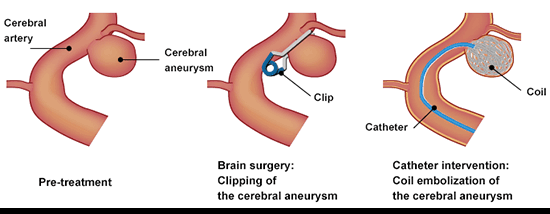 Cerebral
artery
Cerebral
aneurysm
Pre-treatment
Clip
Brain surgery:
Clipping of
the cerebral aneurysm
Coil
Catheter
Catheter intervention:
Coil embolization of
the cerebral aneurysm